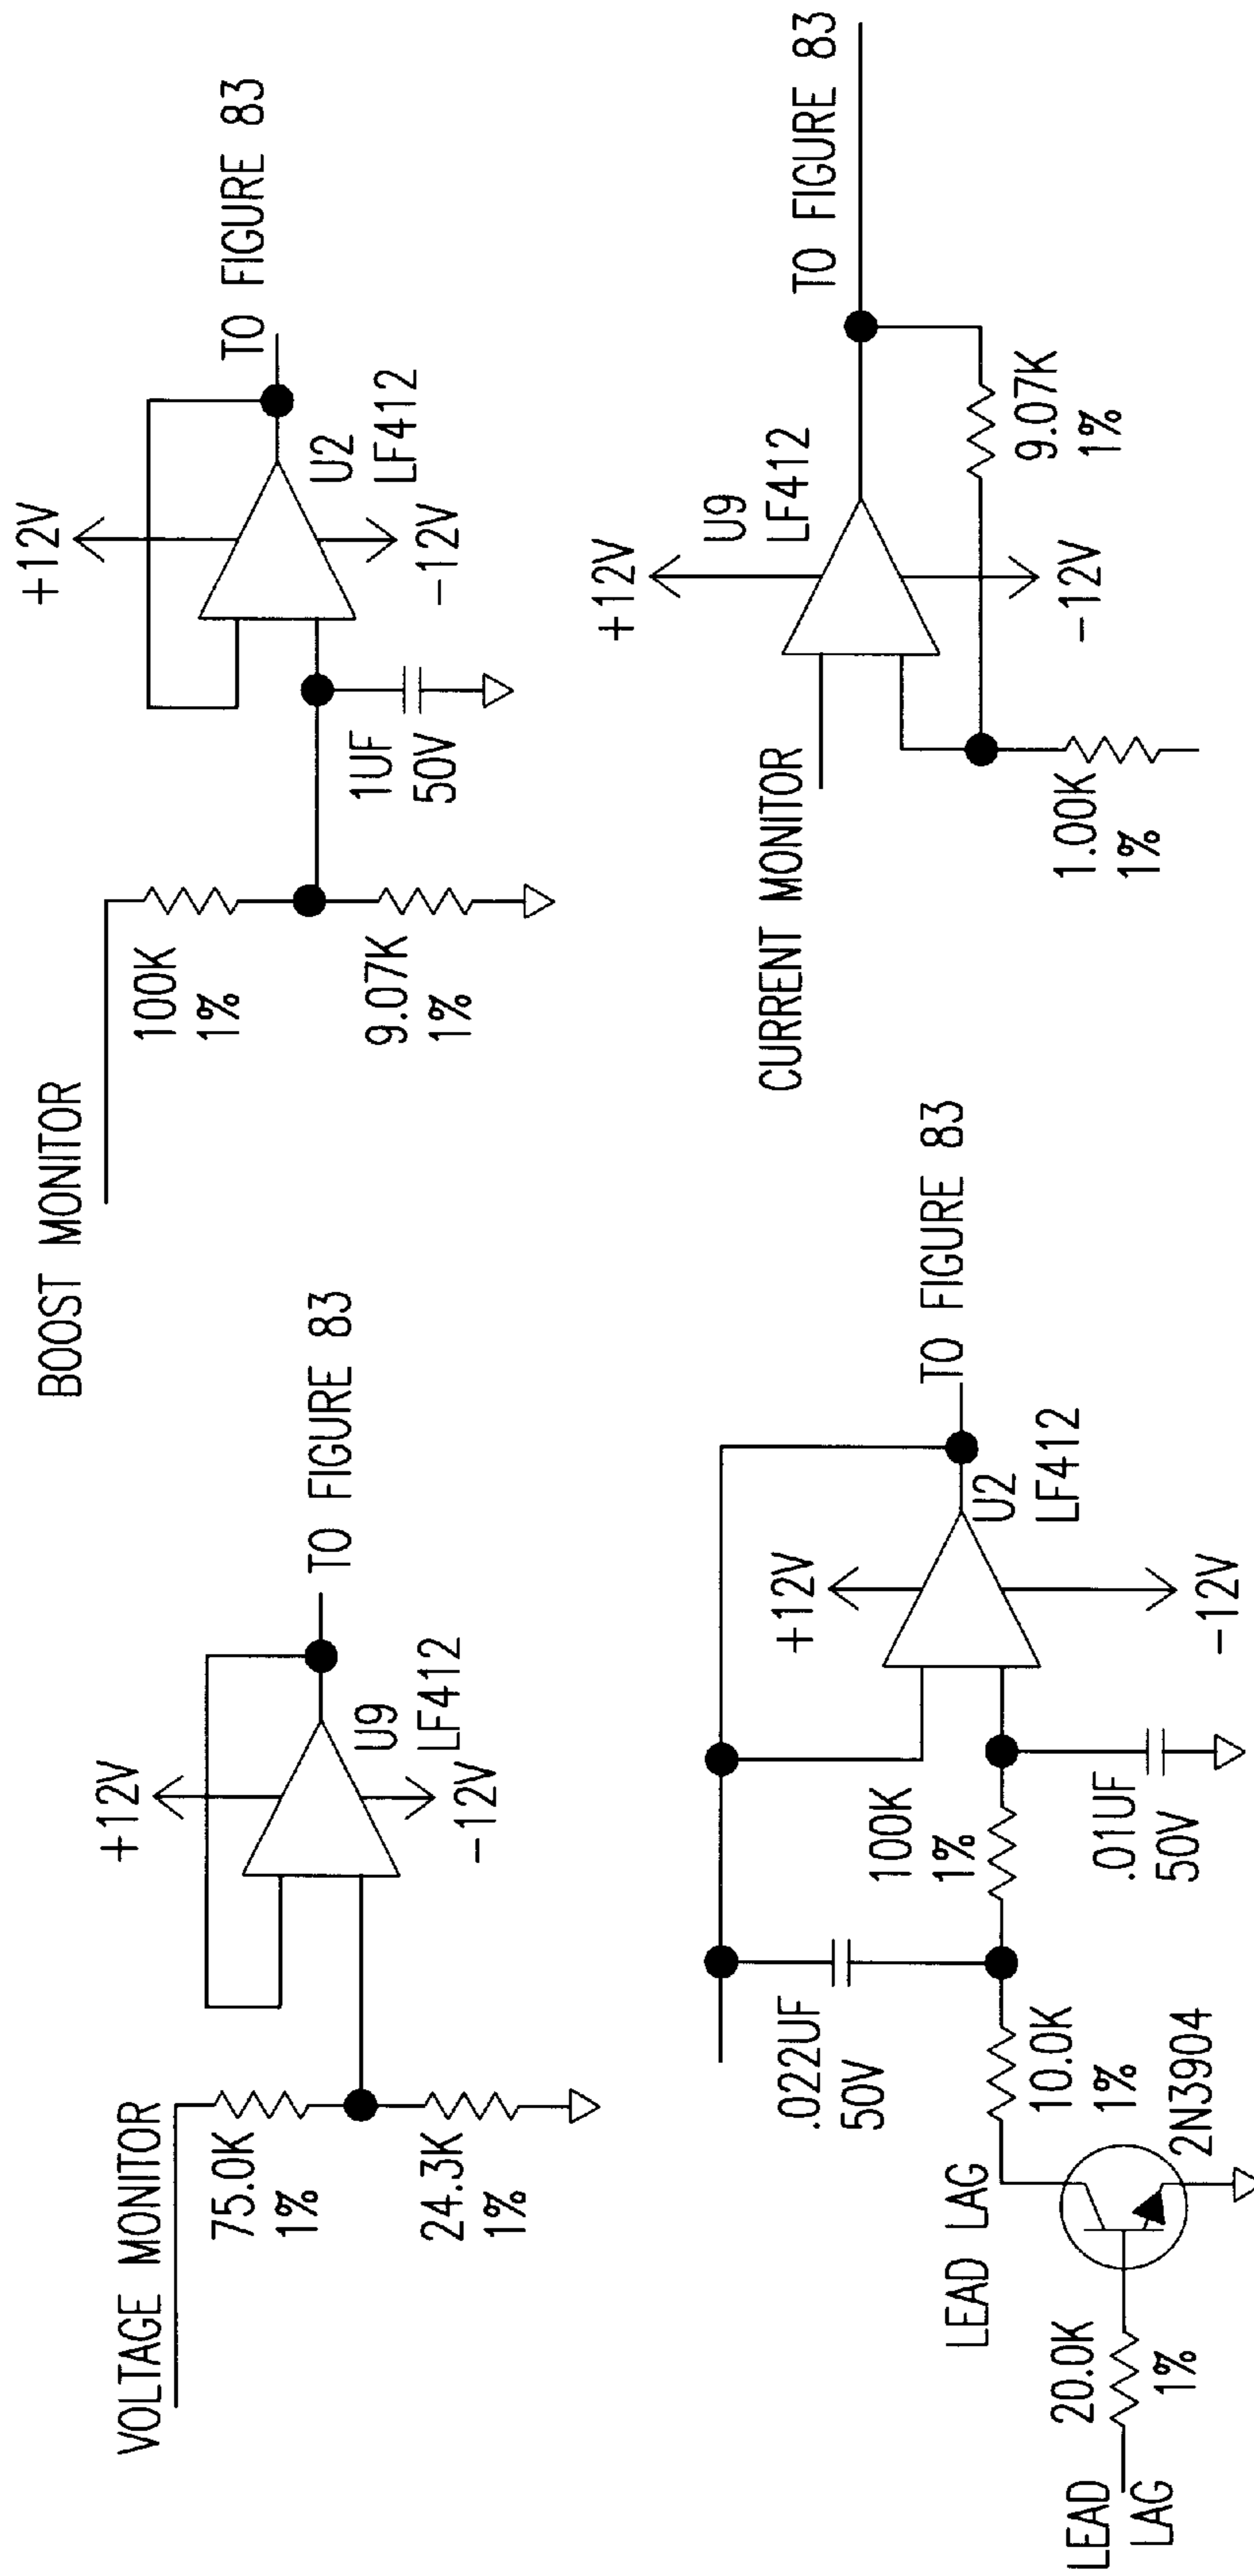 VOLTAGE MONITOR
75.0K
1%
24.3K
1%
+12V
U9
LF412
-12V
TO FIGURE 83
BOOST MONITOR
100K
1%
9.07K
1%
1UF
50V
+12V
U2
LF412
-12V
TO FIGURE 83
LEAD
LAG
20.0K
1%
LEAD LAG
2N3904
10.0K
1%
.022UF
50V
100K
1%
.01UF
50V
+12V
U2
LF412
-12V
TO FIGURE 83
CURRENT MONITOR
1.00K
1%
+12V
U9
LF412
-12V
9.07K
1%
TO FIGURE 83